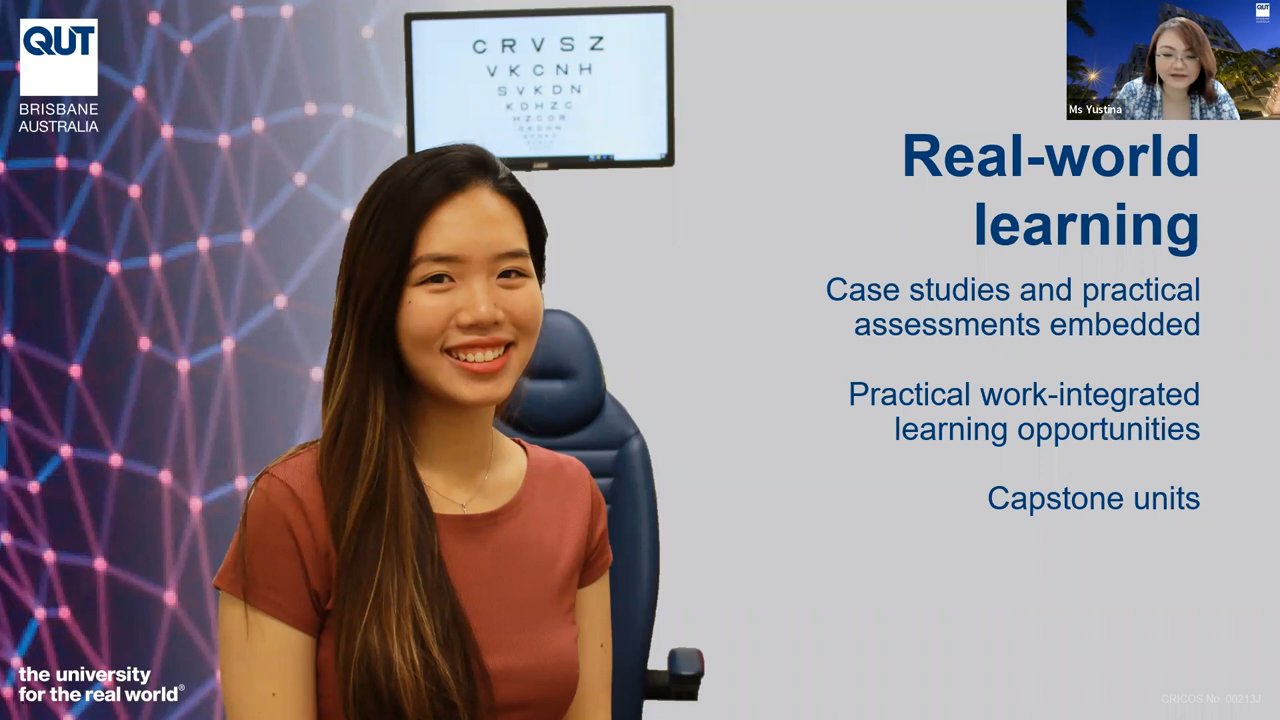 QUT
BRISBANE
AUSTRALIA
C R V S Z
V K C N H
S V K D N
K D H Z C
H Z C O R
Ms Yustina
Real-world
learning
Case studies and practical
assessments embedded
Practical work-integrated
learning opportunities
Capstone units
the university
for the real world®
CRICOS No. 00213J